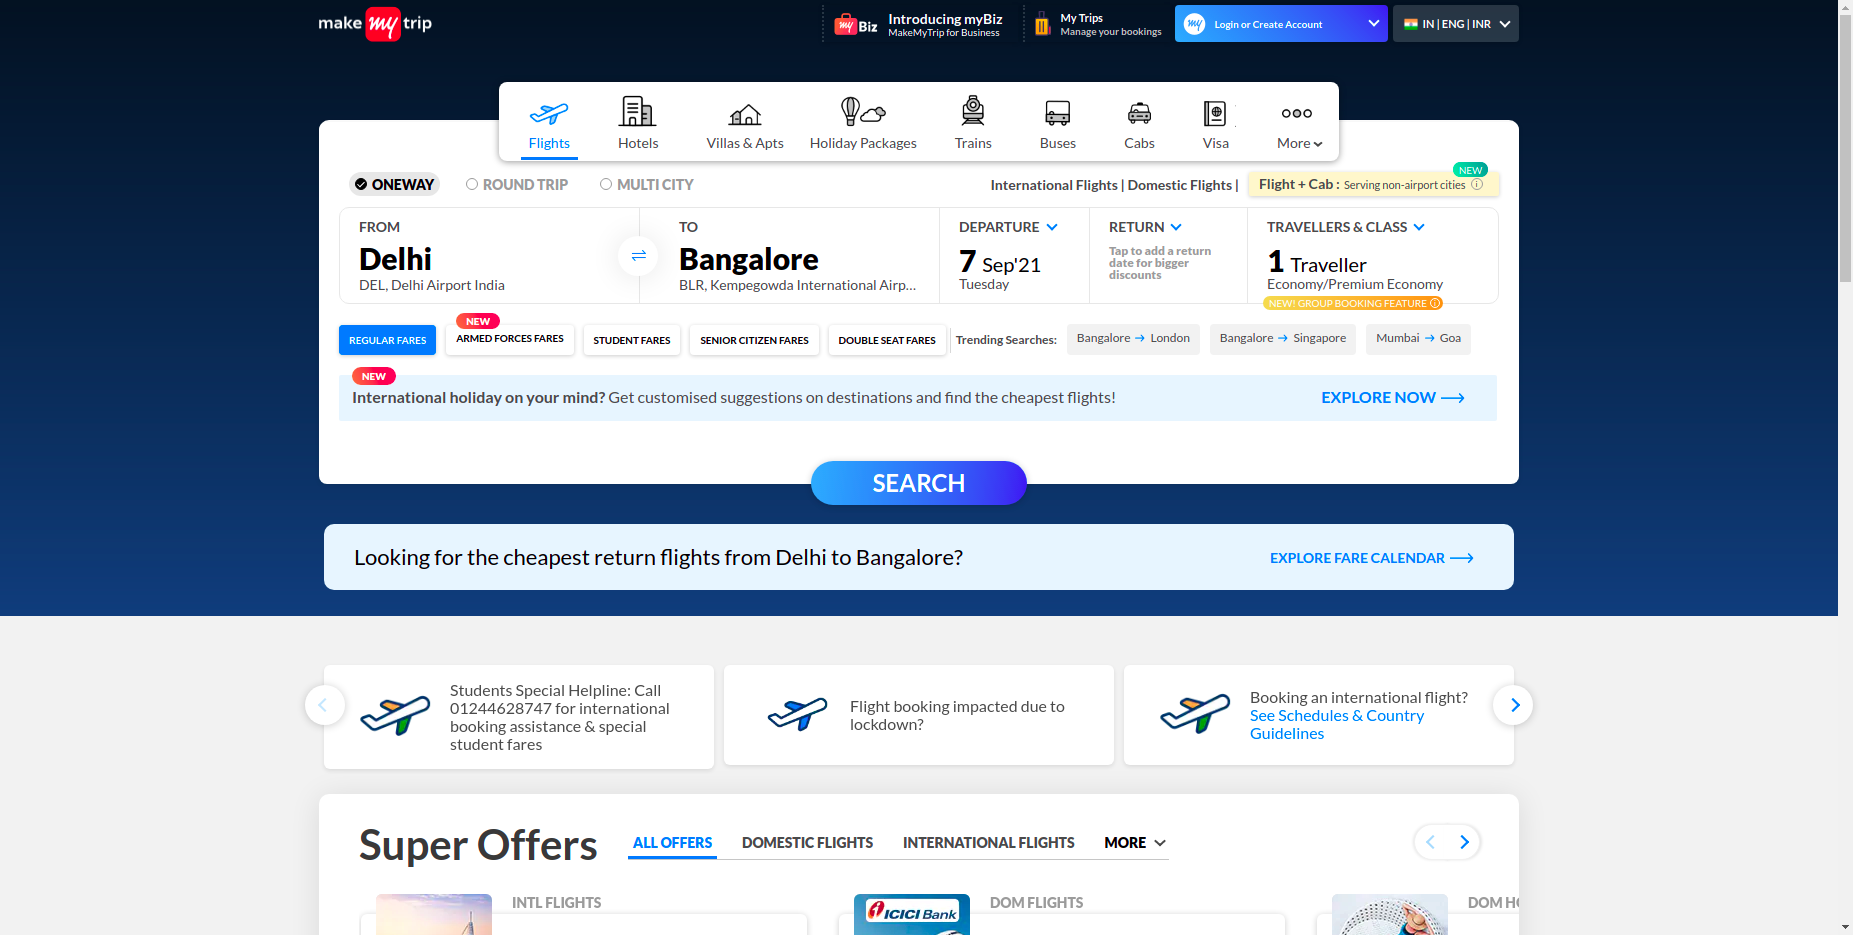 make my trip
my Biz
Introducing myBiz
MakeMyTrip for Business
My Trips
Manage your bookings
my
Login or Create Account
IN | ENG | INR
Flights
Hotels
Villas & Apts
Holiday Packages
Trains
Buses
Cabs
Visa
More
ONEWAY
ROUND TRIP
MULTI CITY
International Flights | Domestic Flights |
NEW
Flight + Cab : Serving non-airport cities
FROM
Delhi
DEL, Delhi Airport India
TO
Bangalore
BLR, Kempegowda International Airp...
DEPARTURE
7 Sep'21
Tuesday
RETURN
Tap to add a return
date for bigger
discounts
TRAVELLERS & CLASS
1 Traveller
Economy/Premium Economy
NEW! GROUP BOOKING FEATURE
REGULAR FARES
NEW
ARMED FORCES FARES
STUDENT FARES
SENIOR CITIZEN FARES
DOUBLE SEAT FARES
Trending Searches:
Bangalore → London
Bangalore → Singapore
Mumbai → Goa
NEW
International holiday on your mind? Get customised suggestions on destinations and find the cheapest flights!
EXPLORE NOW
SEARCH
Looking for the cheapest return flights from Delhi to Bangalore?
EXPLORE FARE CALENDAR
Students Special Helpline: Call
01244628747 for international
booking assistance & special
student fares
Flight booking impacted due to
lockdown?
Booking an international flight?
See Schedules & Country
Guidelines
Super Offers
ALL OFFERS
DOMESTIC FLIGHTS
INTERNATIONAL FLIGHTS
MORE
INTL FLIGHTS
ICICI Bank
DOM FLIGHTS
DOM HO